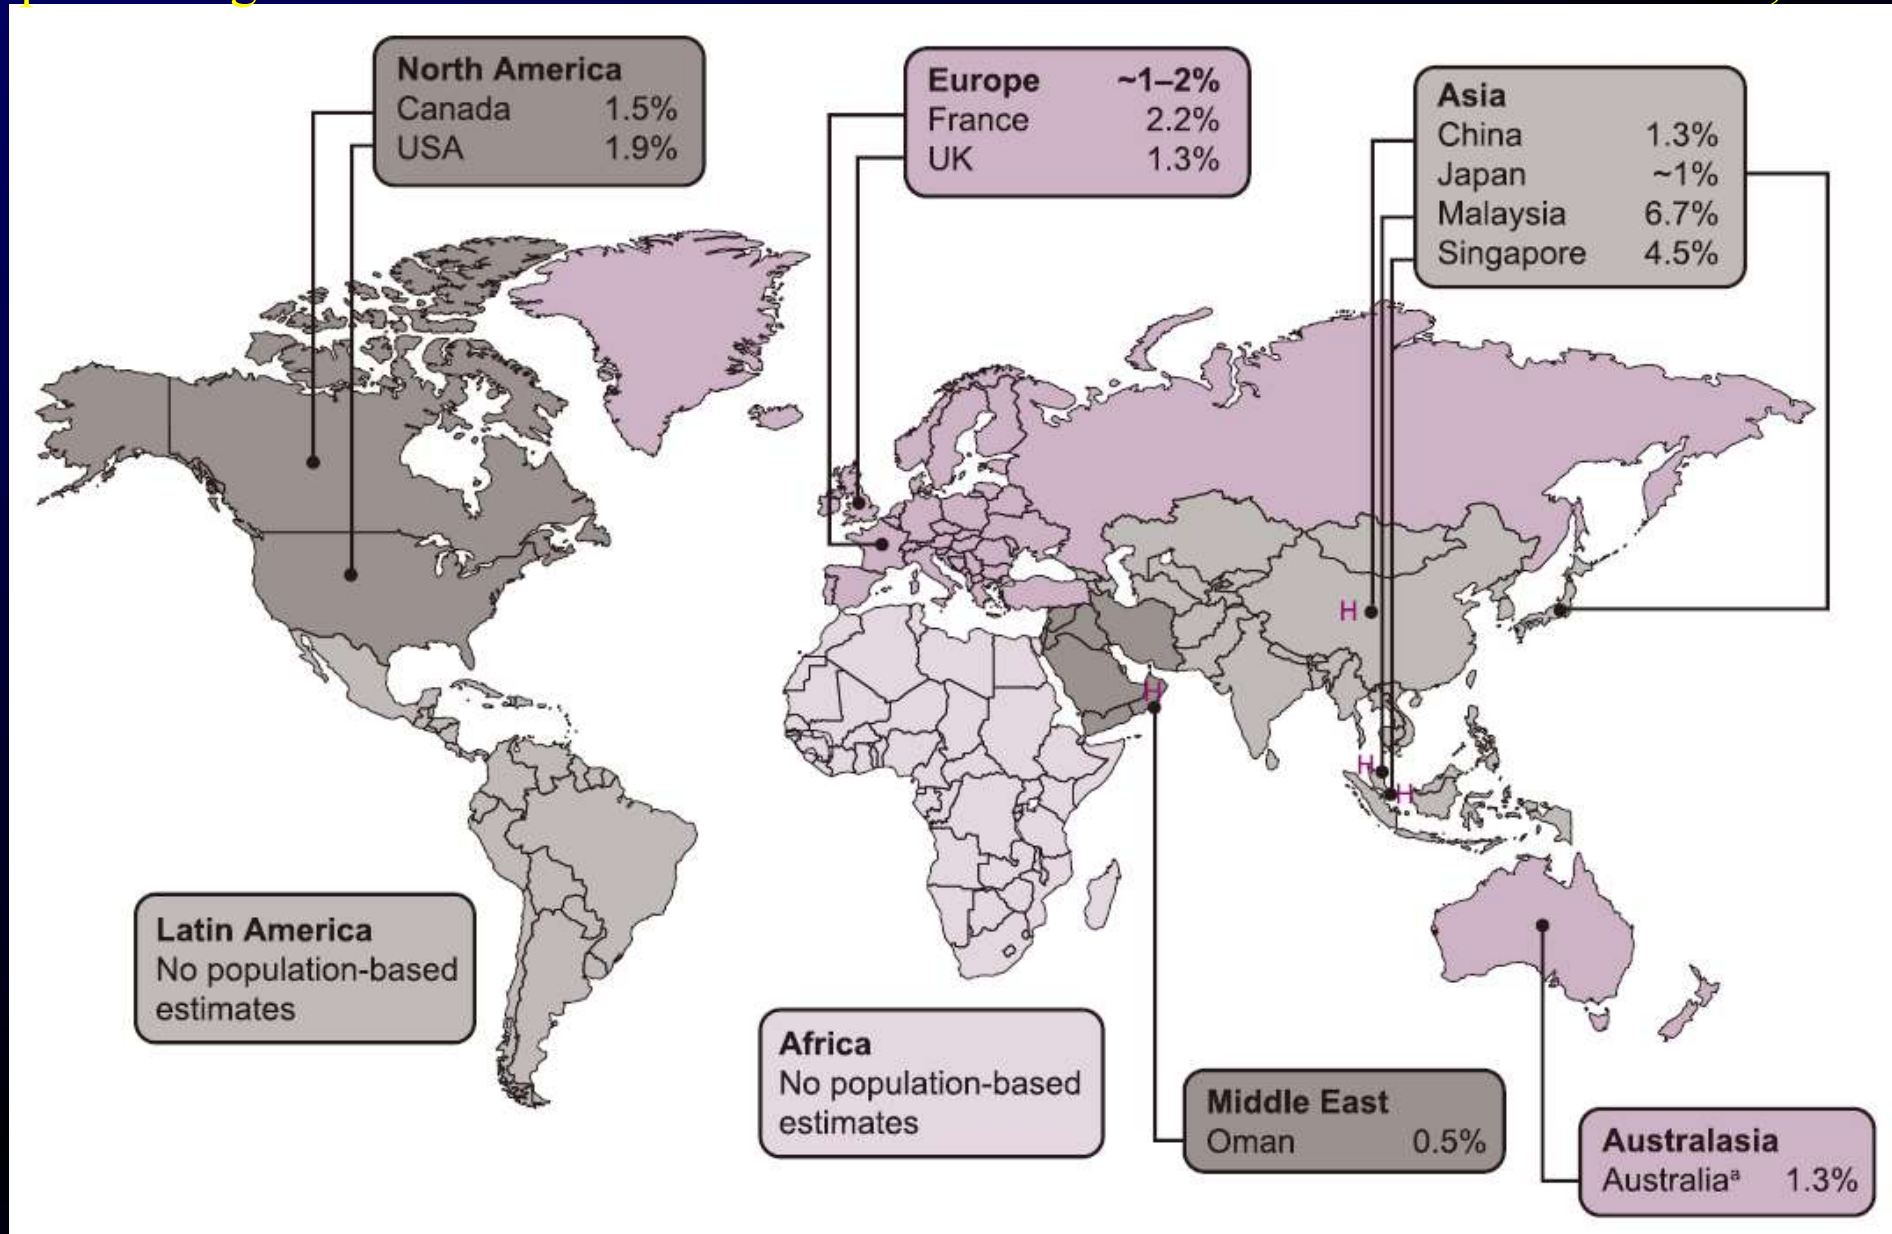 North America
Canada 1.5%
USA 1.9%
Europe ~1–2%
France 2.2%
UK 1.3%
Asia
China 1.3%
Japan ~1%
Malaysia 6.7%
Singapore 4.5%
H
H
H
H
Latin America
No population-based
estimates
Africa
No population-based
estimates
Middle East
Oman 0.5%
Australasia
Australiaᵃ 1.3%